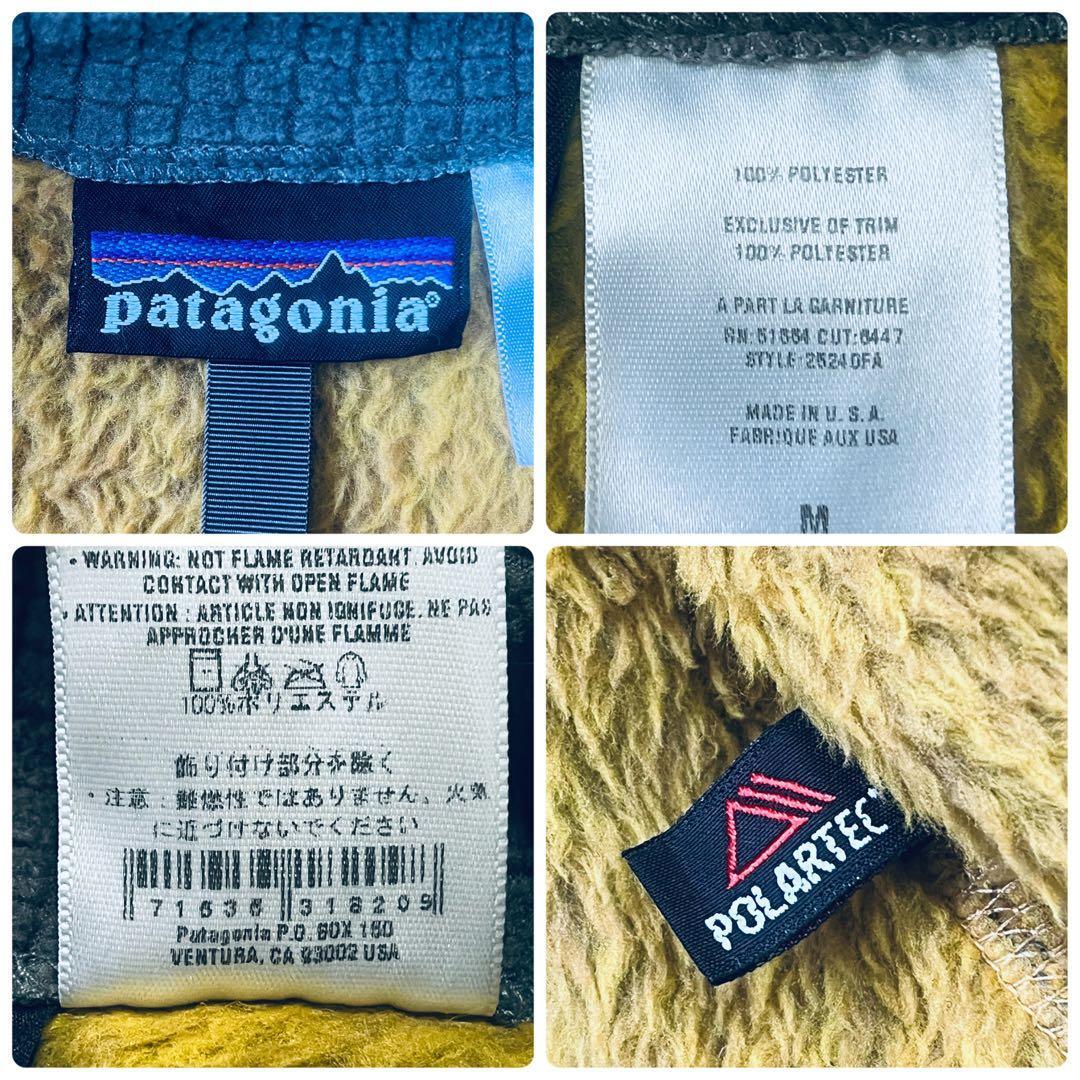 patagonia®
100% POLYESTER
EXCLUSIVE OF TRIM
100% POLYESTER
A PART LA GARNITURE
RN:51884 CUT:6447
STYLE:25240FA
MADE IN U.S.A.
FABRIQUE AUX USA
M
• WARNING: NOT FLAME RETARDANT. AVOID
CONTACT WITH OPEN FLAME
• ATTENTION : ARTICLE NON IGNIFUGE. NE PAS
APPROCHER D'UNE FLAMME
100%ポリエステル
飾り付け部分を除く
・注意：難燃性ではありません。火気
に近づけないでください
71636 318209
Patagonia P.O. BOX 150
VENTURA, CA 93002 USA
POLARTEC